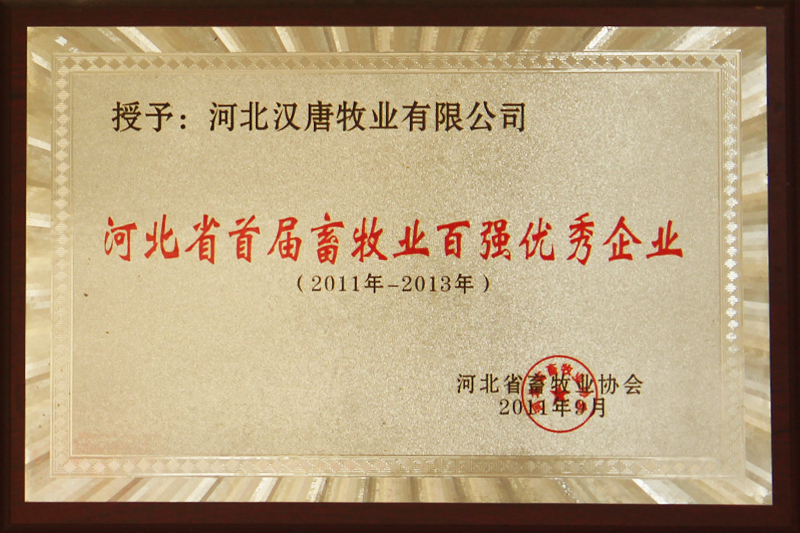 授予：河北汉唐牧业有限公司
河北省首届畜牧业百强优秀企业
（2011年-2013年）
河北省畜牧业协会
2011年9月